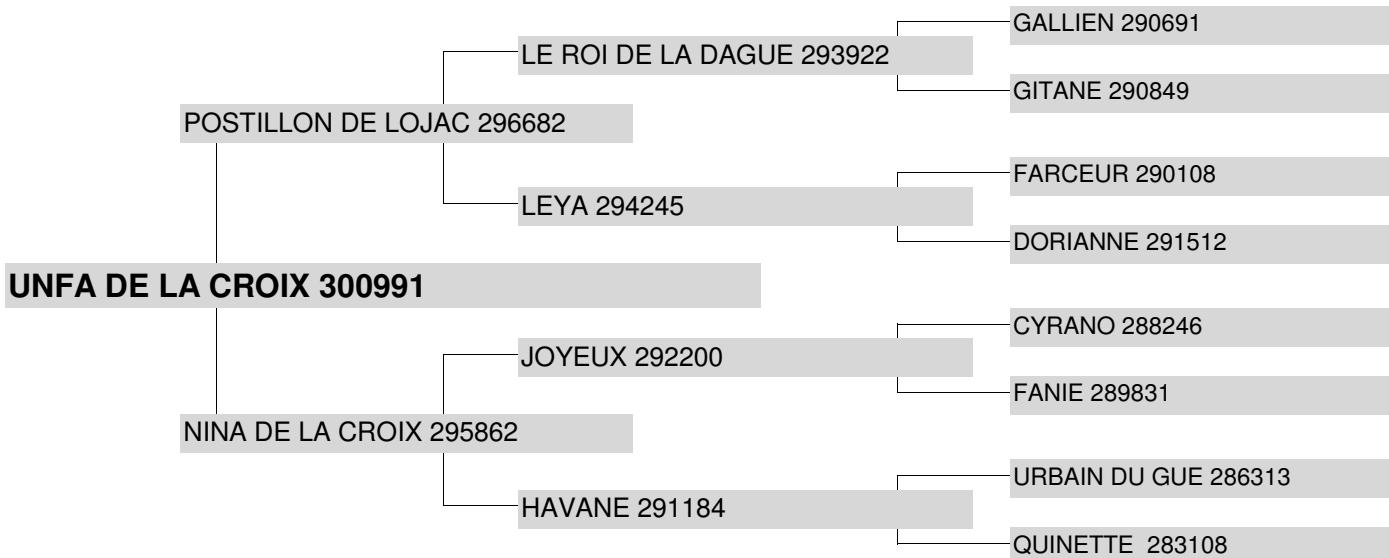 GALLIEN 290691
LE ROI DE LA DAGUE 293922
GITANE 290849
POSTILLON DE LOJAC 296682
FARCEUR 290108
LEYA 294245
DORIANNE 291512
UNFA DE LA CROIX 300991
CYRANO 288246
JOYEUX 292200
FANIE 289831
NINA DE LA CROIX 295862
URBAIN DU GUE 286313
HAVANE 291184
QUINETTE 283108